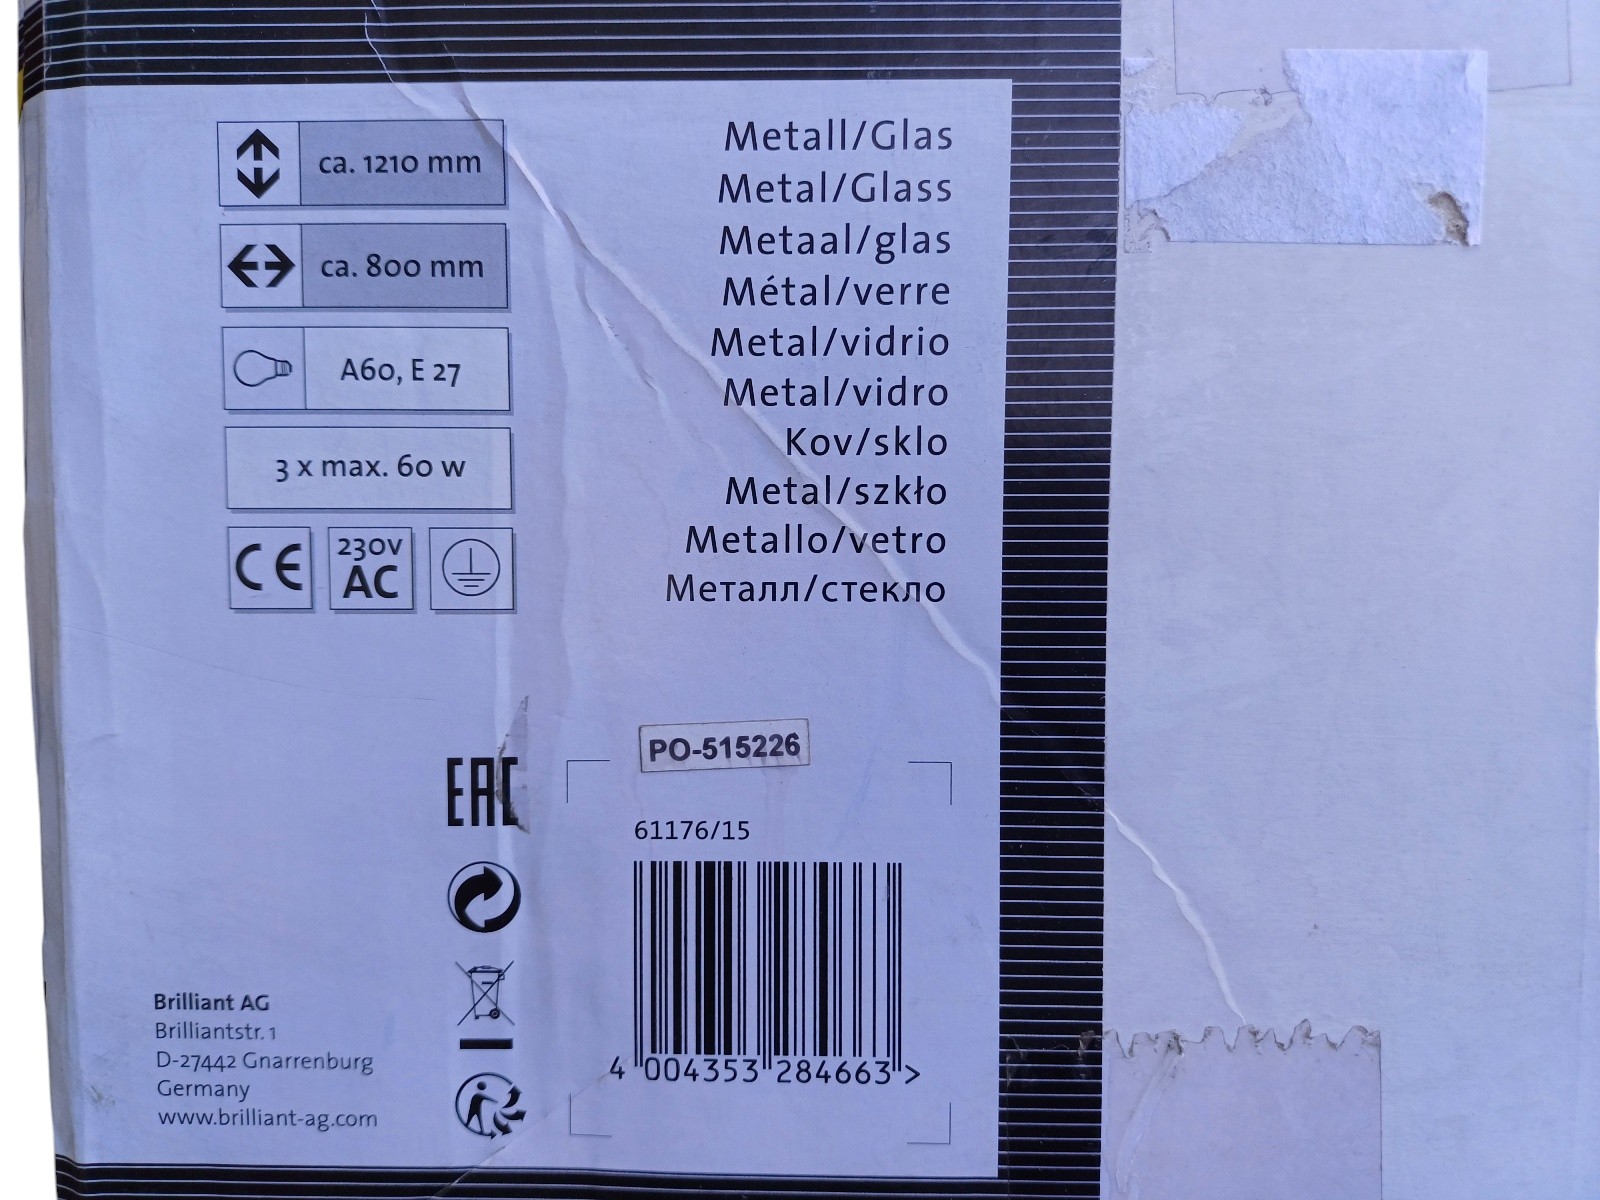 ca. 1210 mm
ca. 800 mm
A60, E 27
3 x max. 60 w
CE
230V
AC
Metall/Glas
Metal/Glass
Metaal/glas
Métal/verre
Metal/vidrio
Metal/vidro
Kov/sklo
Metal/szkło
Metallo/vetro
Металл/стекло
EAC
PO-515226
61176/15
4 004353 284663 >
Brilliant AG
Brilliantstr. 1
D-27442 Gnarrenburg
Germany
www.brilliant-ag.com